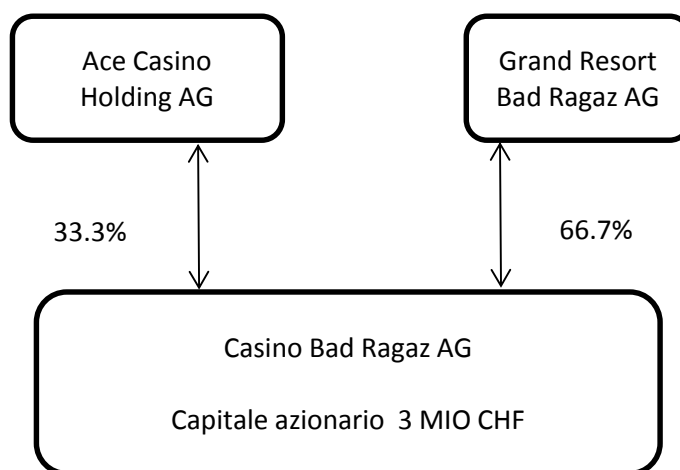 Ace Casino
Holding AG
Grand Resort
Bad Ragaz AG
33.3%
66.7%
Casino Bad Ragaz AG
Capitale azionario 3 MIO CHF